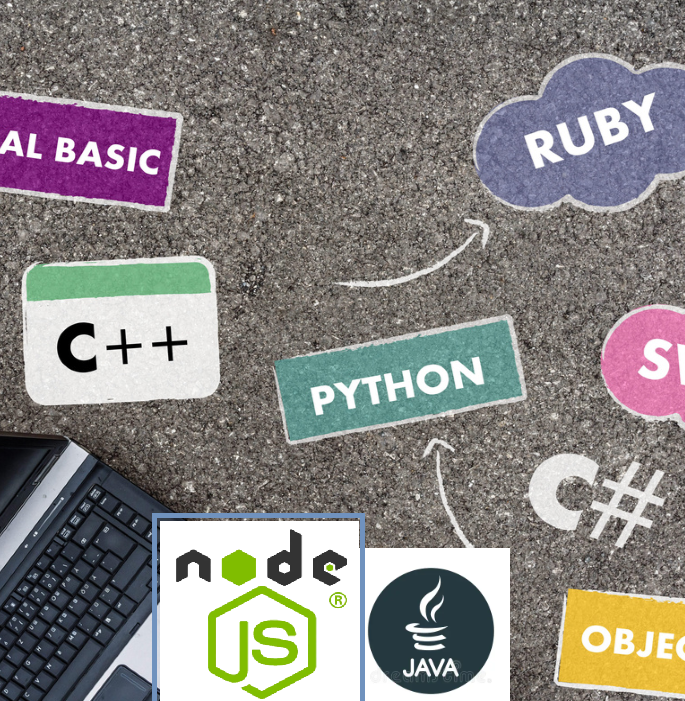 AL BASIC
RUBY
C++
PYTHON
C#
node
JS
®
JAVA
OBJEC